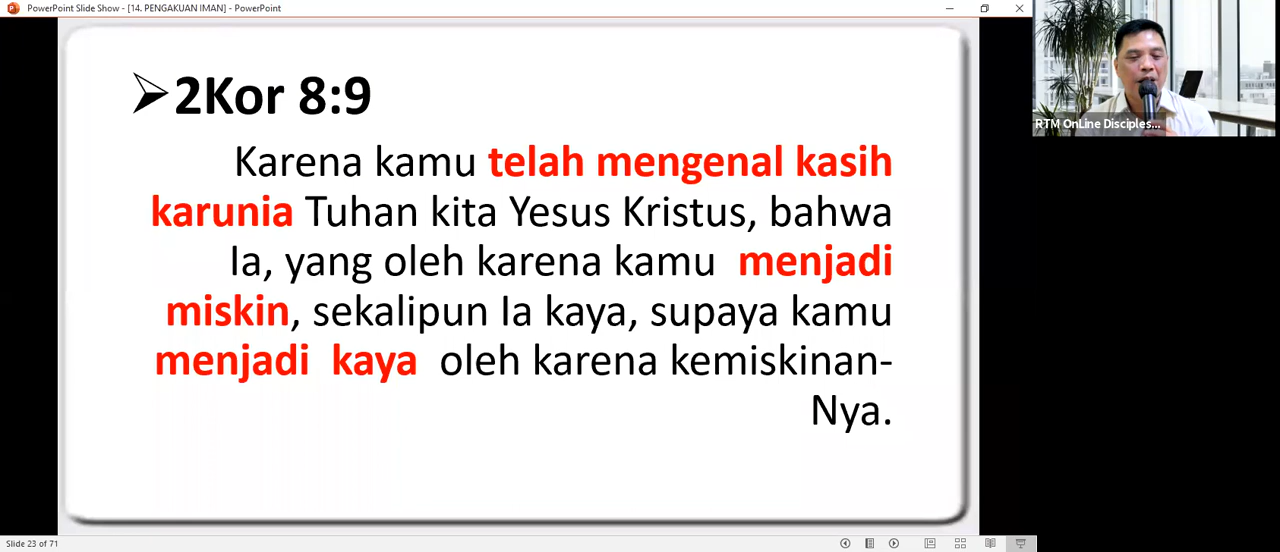 PowerPoint Slide Show - [14. PENGAKUAN IMAN] - PowerPoint
2Kor 8:9
Karena kamu telah mengenal kasih
karunia Tuhan kita Yesus Kristus, bahwa
Ia, yang oleh karena kamu menjadi
miskin, sekalipun Ia kaya, supaya kamu
menjadi kaya oleh karena kemiskinan-
Nya.
RTM OnLine Disciples...
Slide 23 of 71